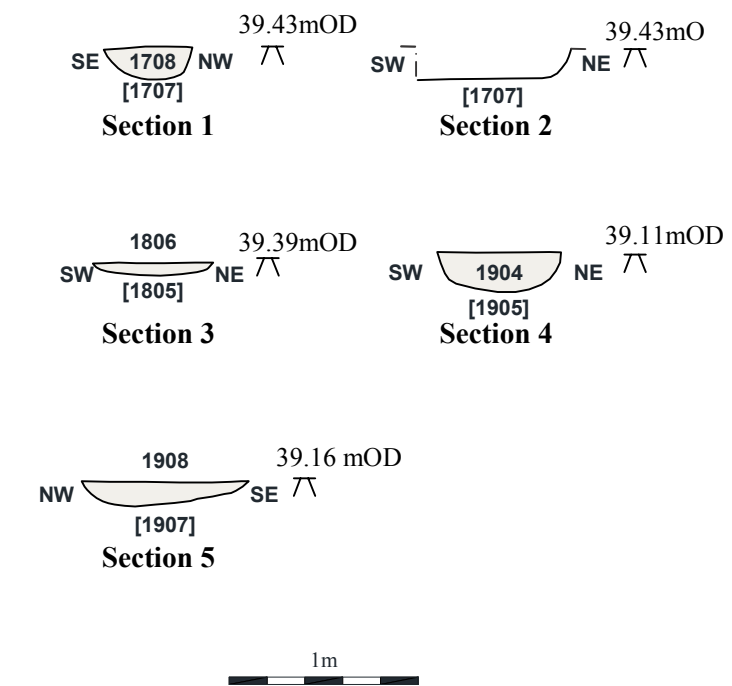 39.43mOD
SE 1708 NW
[1707]
Section 1
39.43mO
SW NE
[1707]
Section 2
1806
39.39mOD
SW NE
[1805]
Section 3
39.11mOD
SW 1904 NE
[1905]
Section 4
1908
39.16 mOD
NW SE
[1907]
Section 5
1m